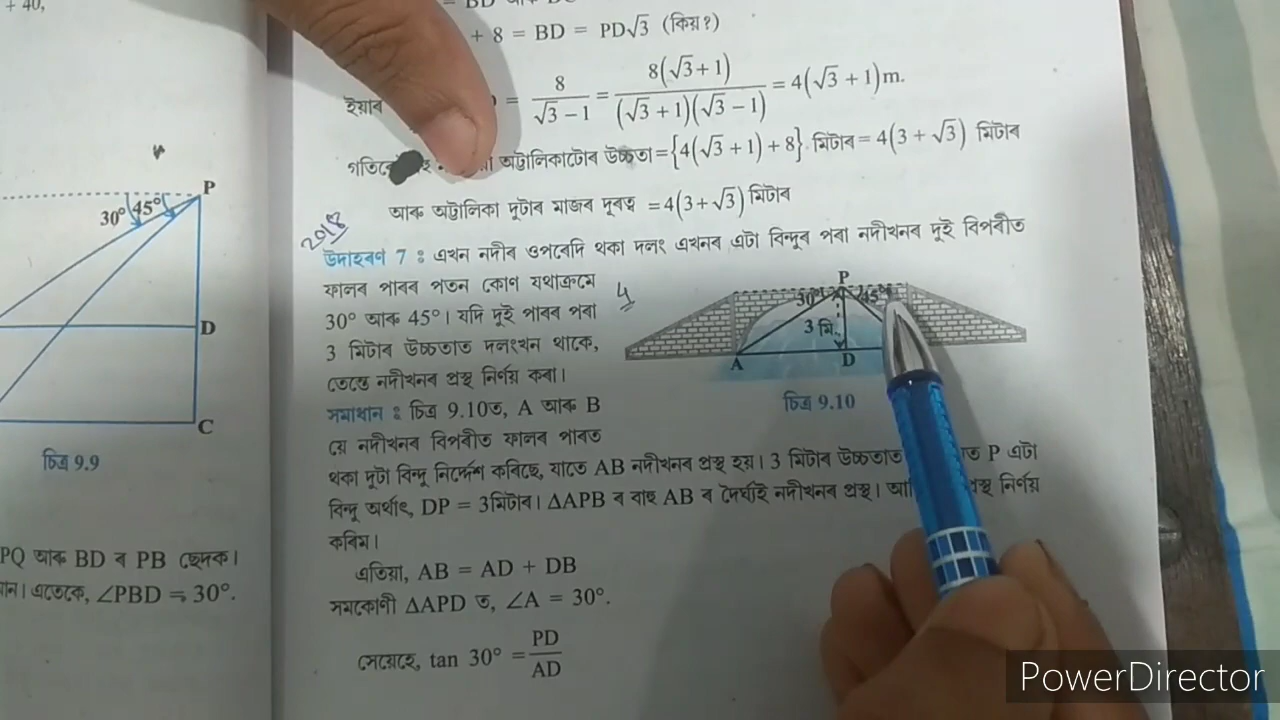 + 40,
+ 8 = BD = PD√3 (কিয়?)
ইয়াৰ = 8/(√3 − 1) = 8(√3 + 1)/((√3 + 1)(√3 − 1)) = 4(√3 + 1)m.
অট্টালিকাটোৰ উচ্চতা = {4(√3 + 1) + 8} মিটাৰ = 4(3 + √3) মিটাৰ
আৰু অট্টালিকা দুটাৰ মাজৰ দূৰত্ব = 4(3 + √3) মিটাৰ
2018
উদাহৰণ 7 : এখন নদীৰ ওপৰেদি থকা দলং এখনৰ এটা বিন্দুৰ পৰা নদীখনৰ দুই বিপৰীত
ফালৰ পাৰৰ পতন কোণ যথাক্ৰমে
30° আৰু 45°। যদি দুই পাৰৰ পৰা
3 মিটাৰ উচ্চতাত দলংখন থাকে,
তেন্তে নদীখনৰ প্ৰস্থ নিৰ্ণয় কৰা।
সমাধান : চিত্ৰ 9.10ত, A আৰু B
য়ে নদীখনৰ বিপৰীত ফালৰ পাৰত
থকা দুটা বিন্দু নিৰ্দেশ কৰিছে, যাতে AB নদীখনৰ প্ৰস্থ হয়। 3 মিটাৰ উচ্চতাত ত P এটা
বিন্দু অৰ্থাৎ, DP = 3মিটাৰ। ΔAPB ৰ বাহু AB ৰ দৈৰ্ঘ্যই নদীখনৰ প্ৰস্থ। নিৰ্ণয়
কৰিম।
এতিয়া, AB = AD + DB
সমকোণী ΔAPD ত, ∠A = 30°.
সেয়েহে, tan 30° = PD/AD
4
P
30° 45°
3 মি.
A D
চিত্ৰ 9.10
P
30° 45°
D
C
চিত্ৰ 9.9
PQ আৰু BD ৰ PB ছেদক।
∠PBD = 30°.
PowerDirector